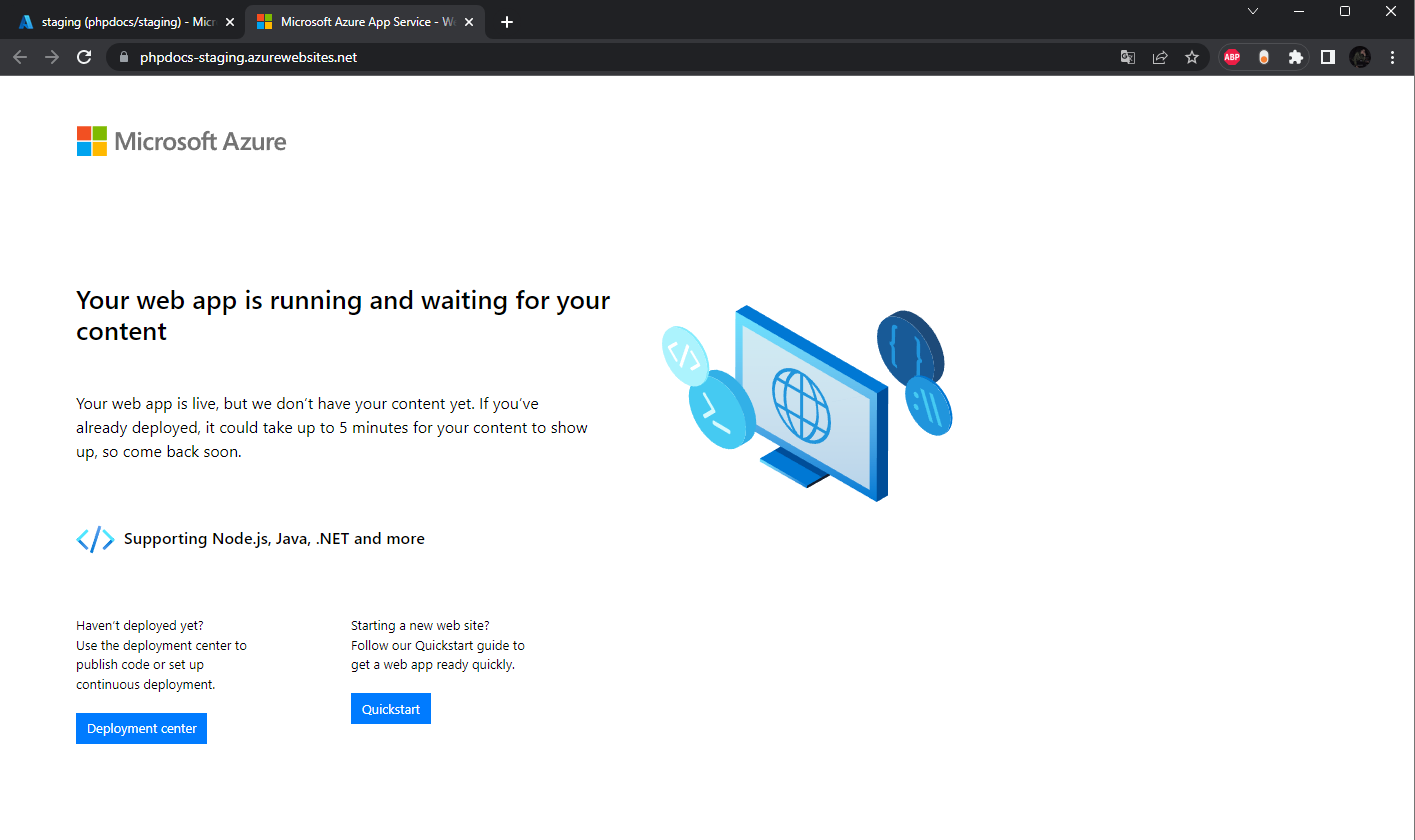 staging (phpdocs/staging) - Micr
Microsoft Azure App Service - We
phpdocs-staging.azurewebsites.net
ABP
Microsoft Azure
Your web app is running and waiting for your
content
Your web app is live, but we don’t have your content yet. If you’ve
already deployed, it could take up to 5 minutes for your content to show
up, so come back soon.
Supporting Node.js, Java, .NET and more
Haven’t deployed yet?
Use the deployment center to
publish code or set up
continuous deployment.
Deployment center
Starting a new web site?
Follow our Quickstart guide to
get a web app ready quickly.
Quickstart